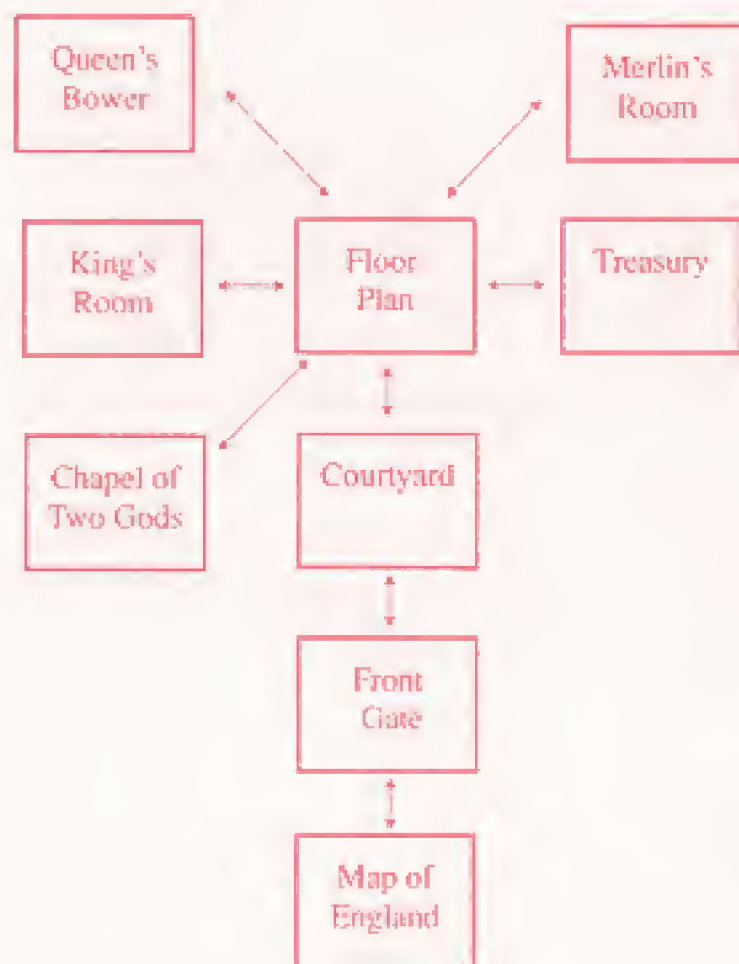 Queen's
Bower
Merlin's
Room
King's
Room
Floor
Plan
Treasury
Chapel of
Two Gods
Courtyard
Front
Gate
Map of
England